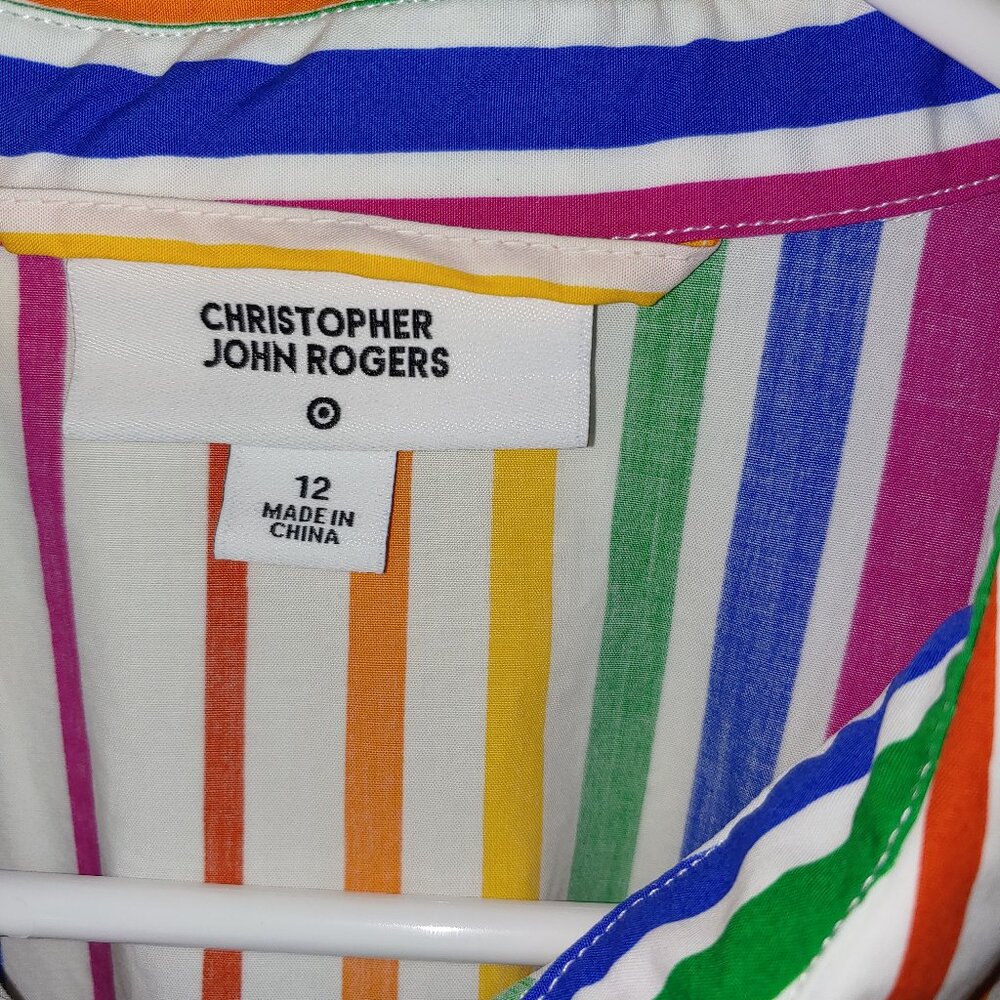 CHRISTOPHER
JOHN ROGERS
12
MADE IN
CHINA